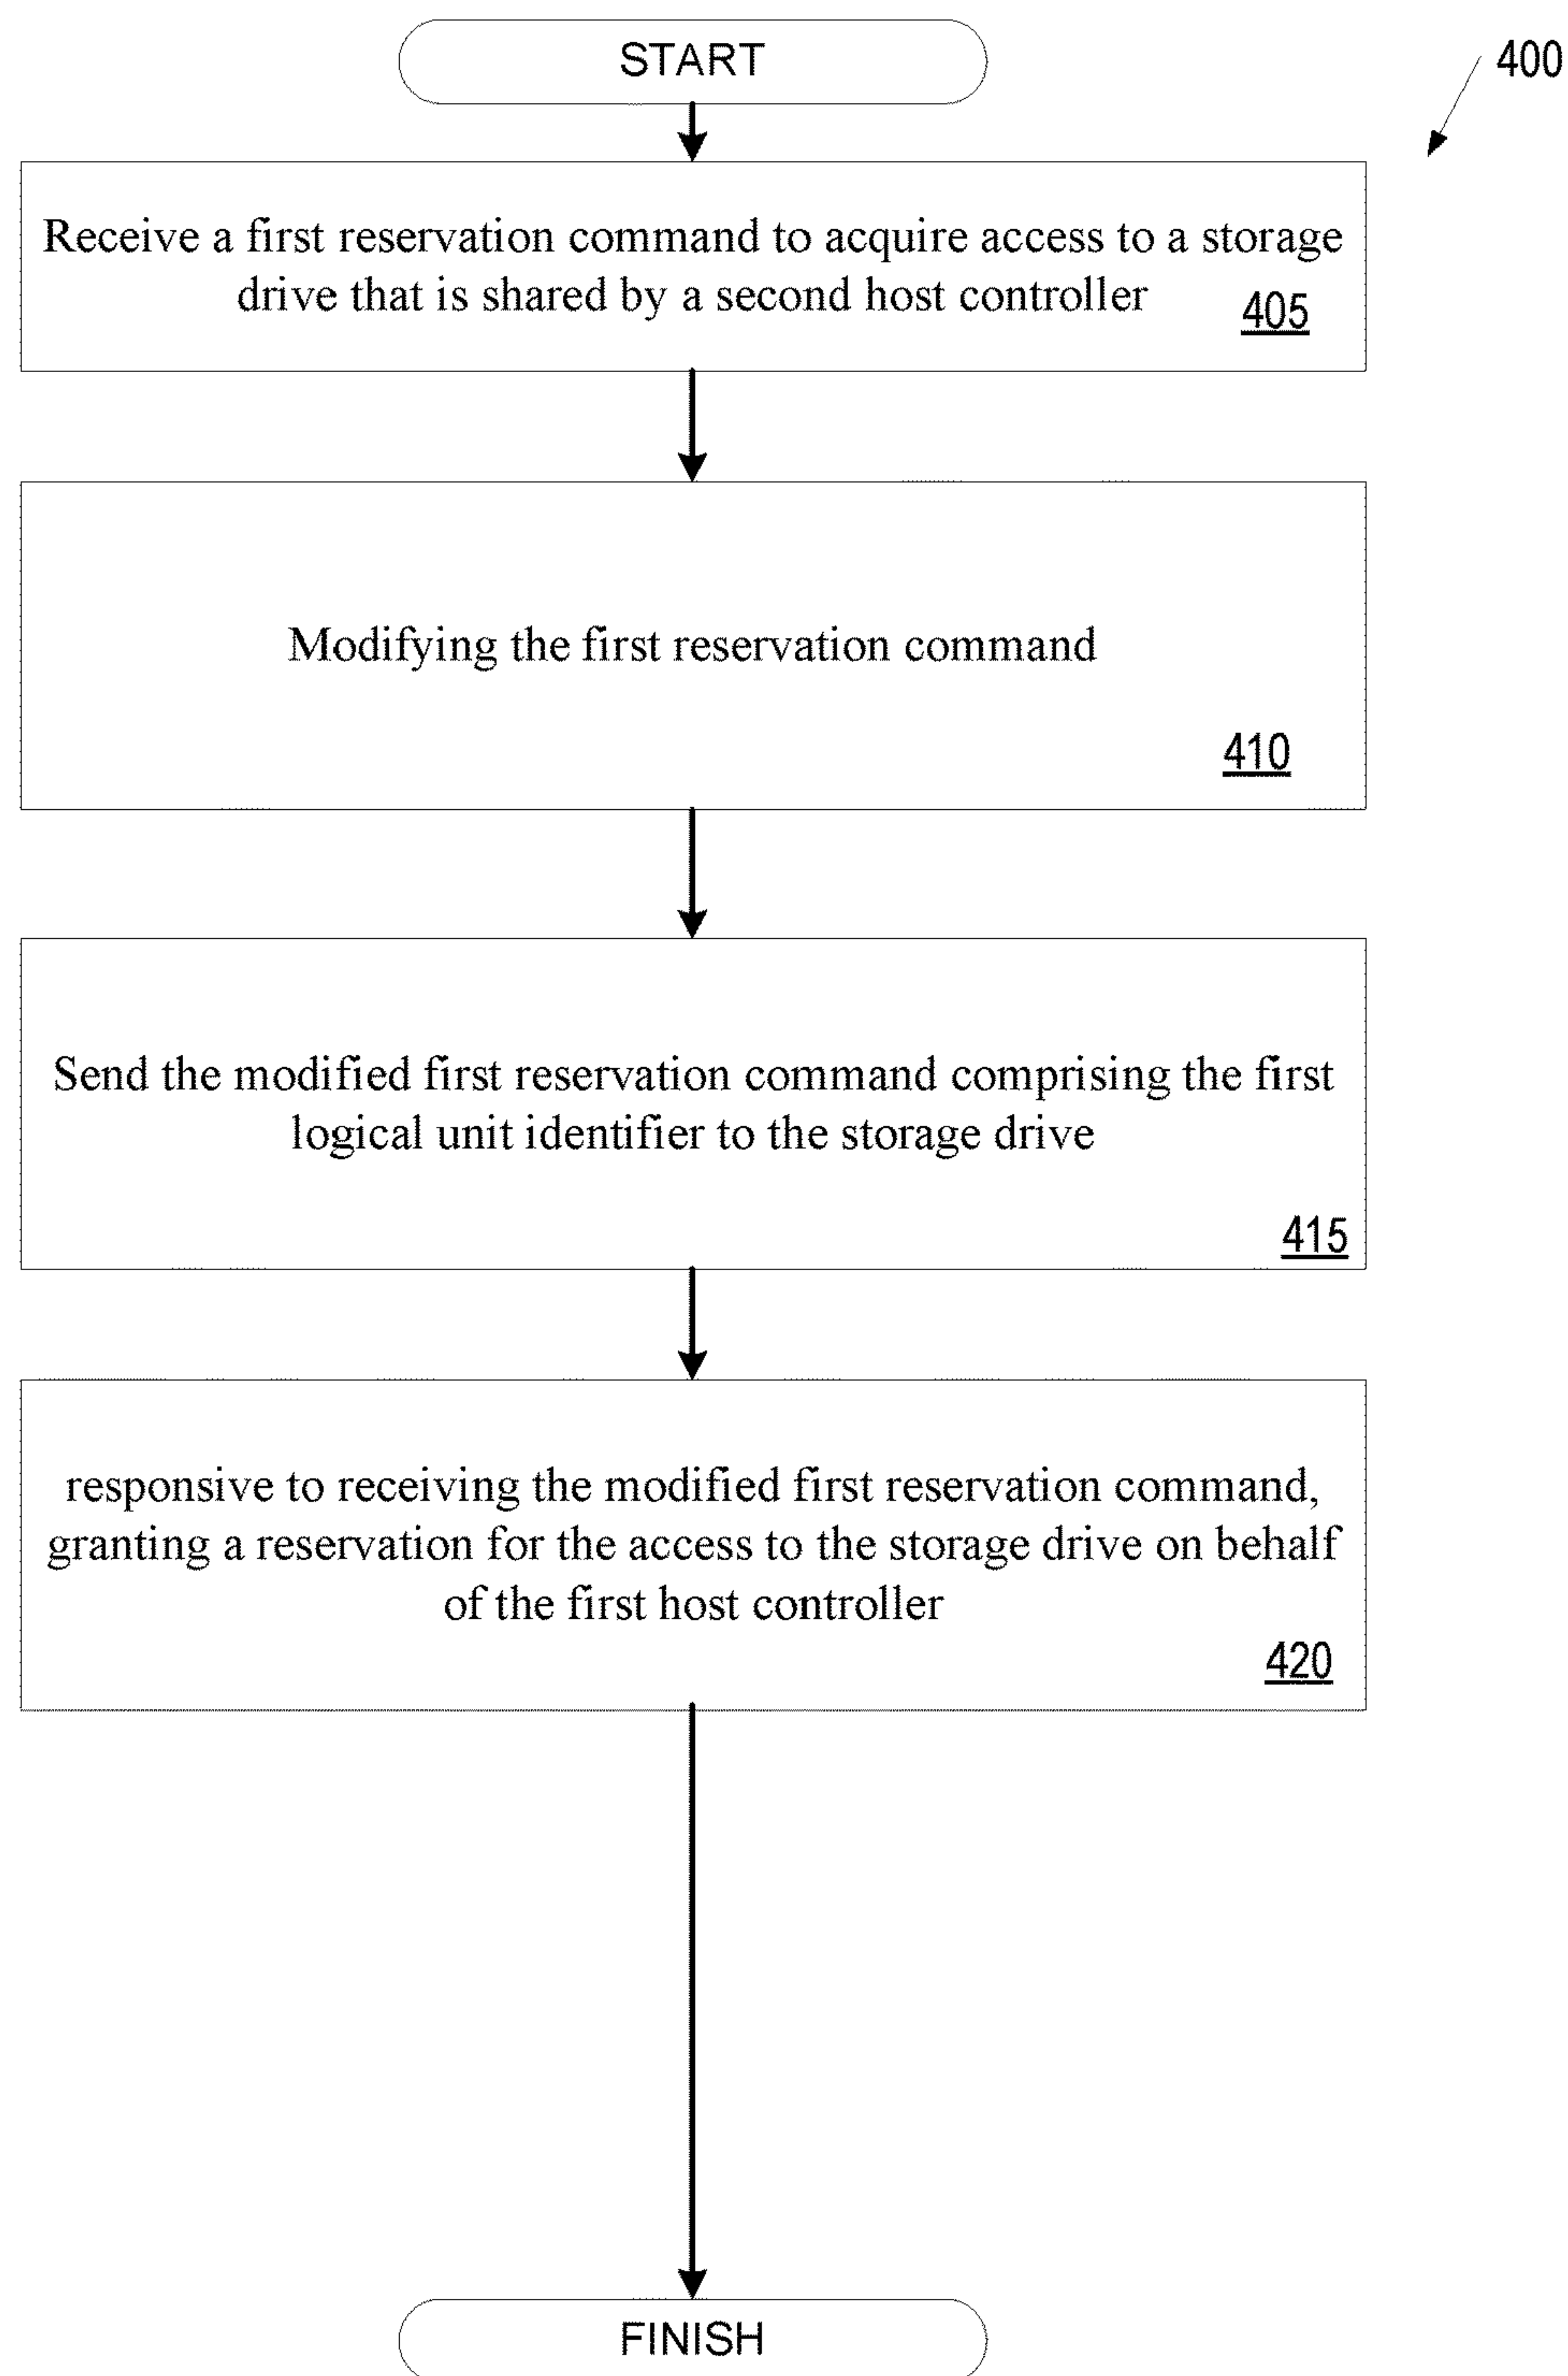 START
400
Receive a first reservation command to acquire access to a storage
drive that is shared by a second host controller
405
Modifying the first reservation command
410
Send the modified first reservation command comprising the first
logical unit identifier to the storage drive
415
responsive to receiving the modified first reservation command,
granting a reservation for the access to the storage drive on behalf
of the first host controller
420
FINISH